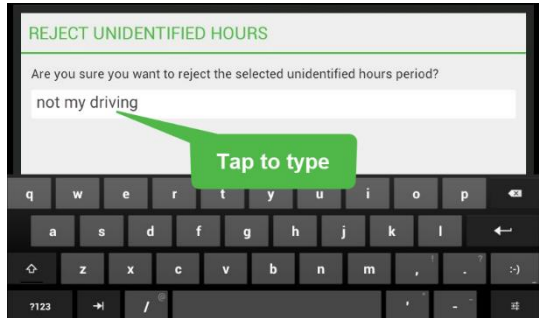 REJECT UNIDENTIFIED HOURS
Are you sure you want to reject the selected unidentified hours period?
not my driving
Tap to type
q w e r t y u i o p
a s d f g h j k l
z x c v b n m , ! . ? :-)
?123 / @ ' " - _